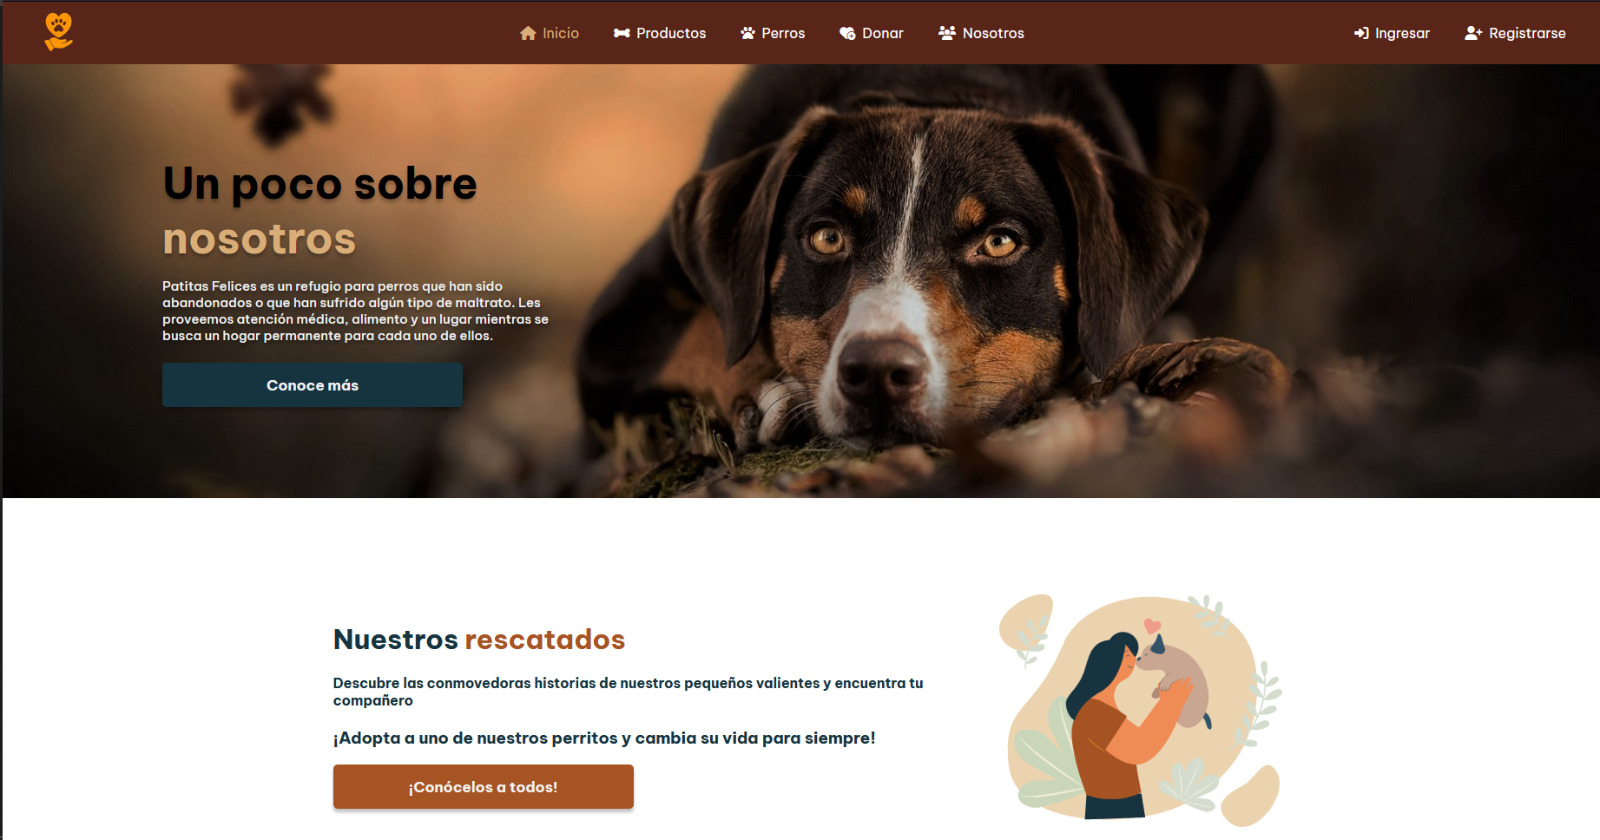 Inicio
Productos
Perros
Donar
Nosotros
Ingresar
Registrarse
Un poco sobre
nosotros
Patitas Felices es un refugio para perros que han sido
abandonados o que han sufrido algún tipo de maltrato. Les
proveemos atención médica, alimento y un lugar mientras se
busca un hogar permanente para cada uno de ellos.
Conoce más
Nuestros rescatados
Descubre las conmovedoras historias de nuestros pequeños valientes y encuentra tu
compañero
¡Adopta a uno de nuestros perritos y cambia su vida para siempre!
¡Conócelos a todos!